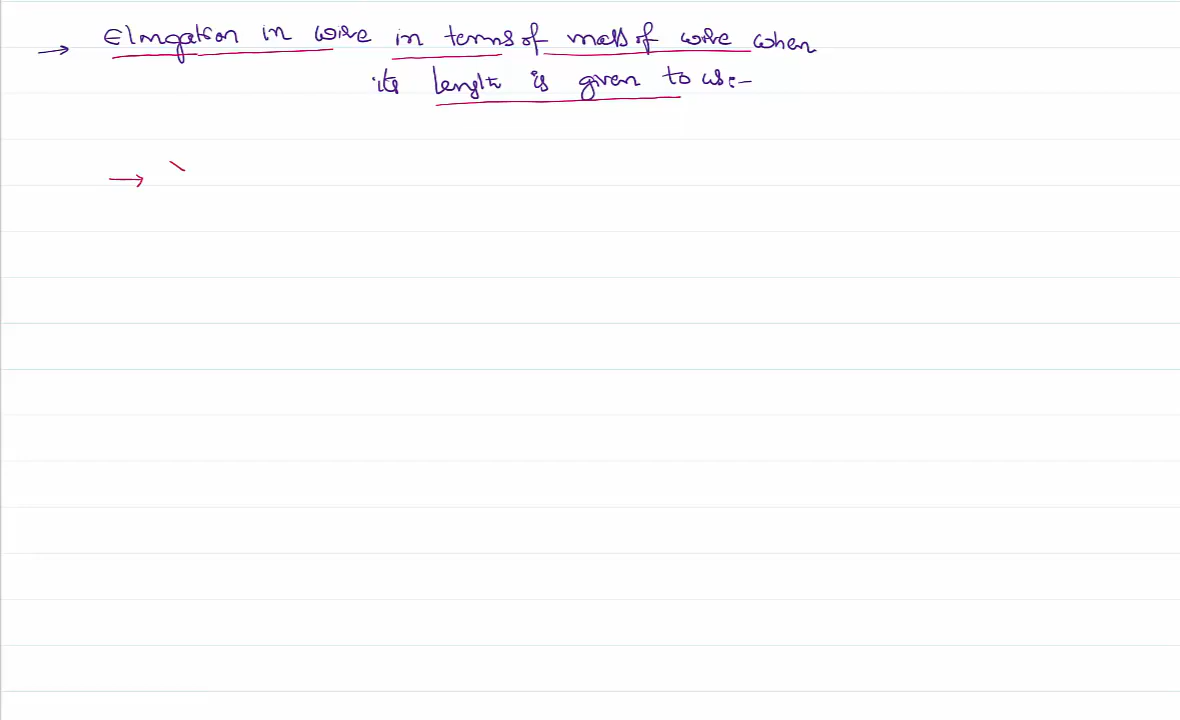 → Elongation in wire in terms of mass of wire when
its length is given to us:-
→